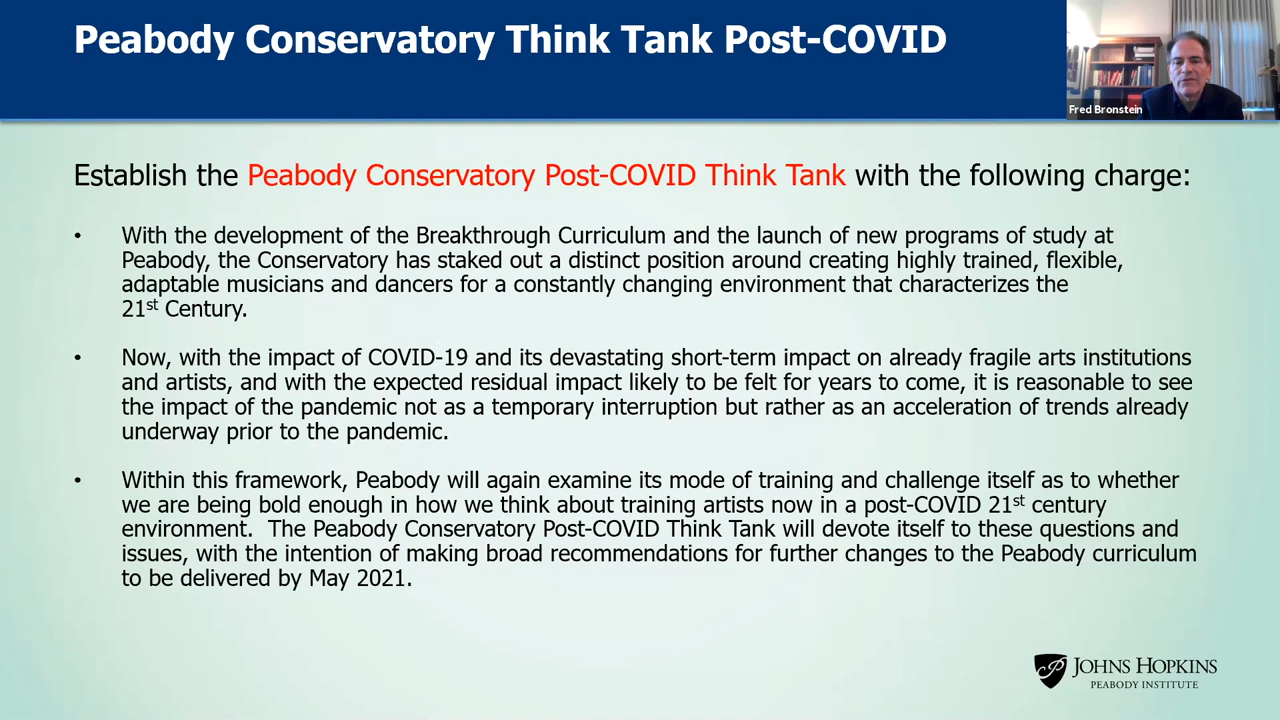 Peabody Conservatory Think Tank Post-COVID
Fred Bronstein
Establish the Peabody Conservatory Post-COVID Think Tank with the following charge:
• With the development of the Breakthrough Curriculum and the launch of new programs of study at
Peabody, the Conservatory has staked out a distinct position around creating highly trained, flexible,
adaptable musicians and dancers for a constantly changing environment that characterizes the
21st Century.
• Now, with the impact of COVID-19 and its devastating short-term impact on already fragile arts institutions
and artists, and with the expected residual impact likely to be felt for years to come, it is reasonable to see
the impact of the pandemic not as a temporary interruption but rather as an acceleration of trends already
underway prior to the pandemic.
• Within this framework, Peabody will again examine its mode of training and challenge itself as to whether
we are being bold enough in how we think about training artists now in a post-COVID 21st century
environment.  The Peabody Conservatory Post-COVID Think Tank will devote itself to these questions and
issues, with the intention of making broad recommendations for further changes to the Peabody curriculum
to be delivered by May 2021.
JOHNS HOPKINS
PEABODY INSTITUTE